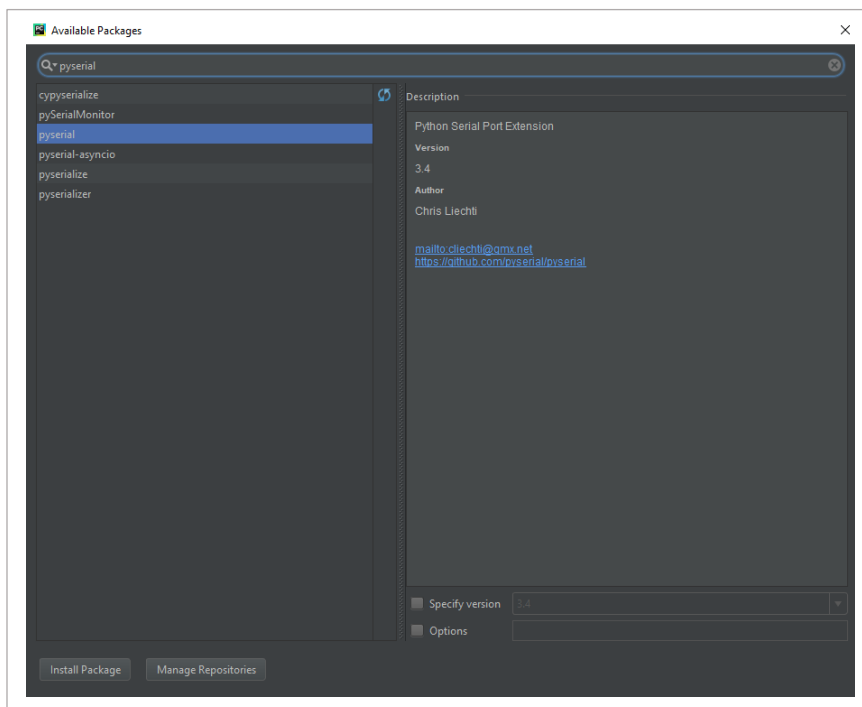 PC Available Packages
pyserial
cypyserialize
pySerialMonitor
pyserial
pyserial-asyncio
pyserialize
pyserializer
Description
Python Serial Port Extension
Version
3.4
Author
Chris Liechti
mailto:cliechti@gmx.net
https://github.com/pyserial/pyserial
Specify version 3.4
Options
Install Package Manage Repositories